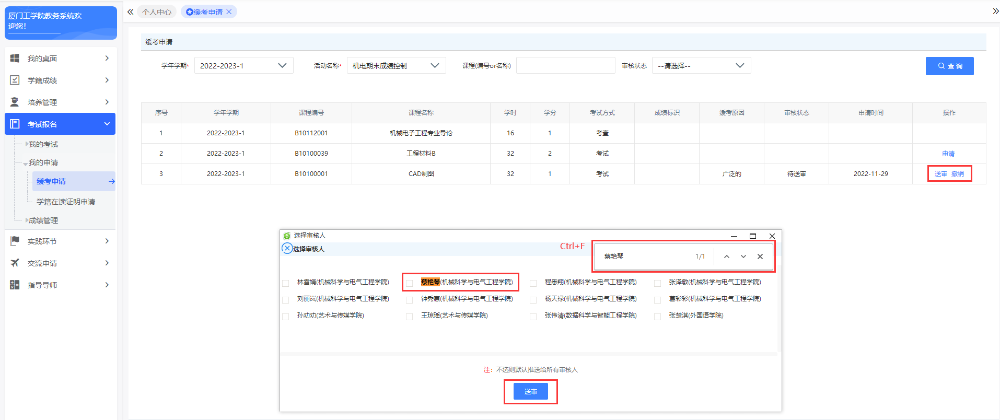 厦门工学院教务系统欢
迎您!
个人中心
缓考申请
我的桌面
学籍成绩
培养管理
考试报名
我的考试
我的申请
缓考申请
学籍在读证明申请
成绩管理
实践环节
交流申请
指导导师
缓考申请
学年学期* 2022-2023-1 活动名称* 机电期末成绩控制 课程(编号or名称) 审核状态 --请选择-- 查 询
序号 学年学期 课程编号 课程名称 学时 学分 考试方式 成绩标识 缓考原因 审核状态 申请时间 操作
1 2022-2023-1 B10112001 机械电子工程专业导论 16 1 考查
2 2022-2023-1 B10100039 工程材料B 32 2 考试 申请
3 2022-2023-1 B10100001 CAD制图 32 1 考试 广泛的 待送审 2022-11-29 送审 撤销
选择审核人
选择审核人
Ctrl+F
蔡艳琴 1/1
林雪娟(机械科学与电气工程学院) 蔡艳琴(机械科学与电气工程学院) 程悉翔(机械科学与电气工程学院) 张泽敏(机械科学与电气工程学院)
刘丽岚(机械科学与电气工程学院) 钟秀惠(机械科学与电气工程学院) 杨天禄(机械科学与电气工程学院) 葛彩彩(机械科学与电气工程学院)
孙劝劝(艺术与传媒学院) 王琼瑶(艺术与传媒学院) 张伟清(数据科学与智能工程学院) 张楚淇(外国语学院)
注: 不选则默认推送给所有审核人
送审